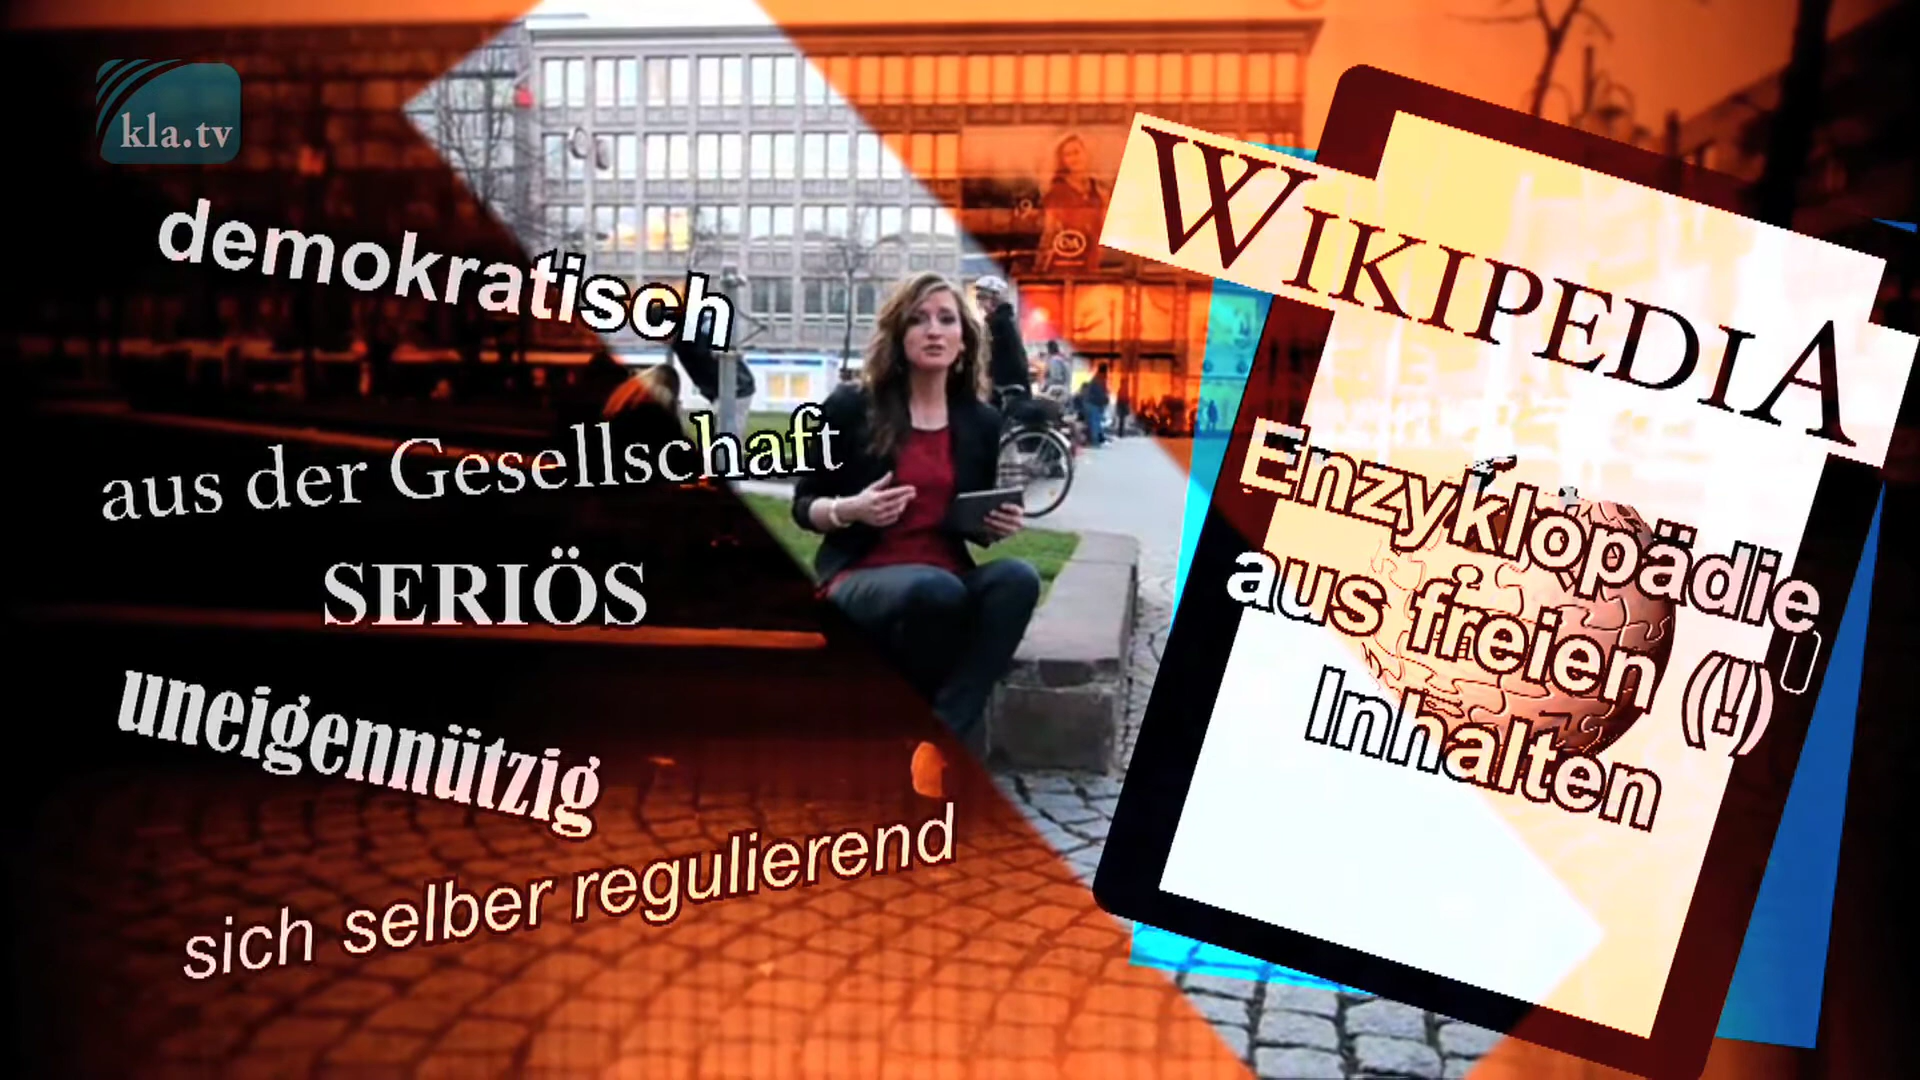 kla.tv
demokratisch
aus der Gesellschaft
SERIÖS
uneigennützig
sich selber regulierend
WIKIPEDIA
Enzyklopädie
aus freien (!)
Inhalten